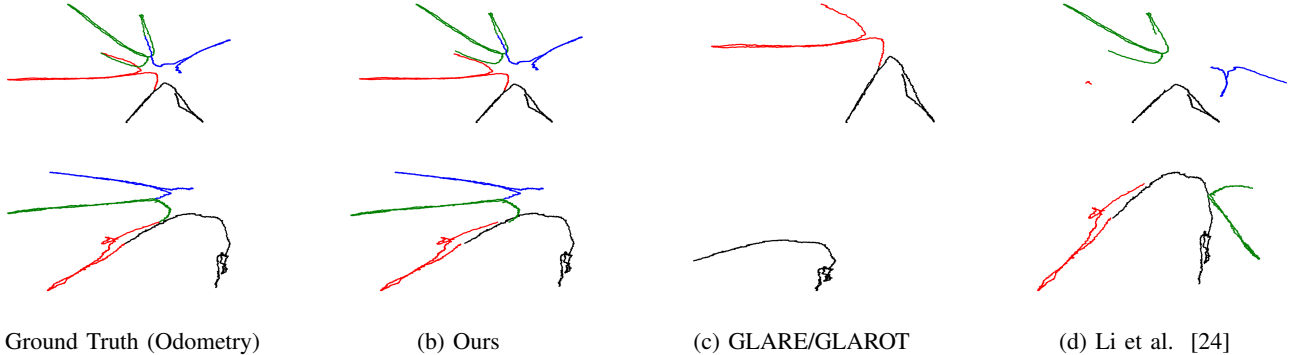 Ground Truth (Odometry)
(b) Ours
(c) GLARE/GLAROT
(d) Li et al. [24]